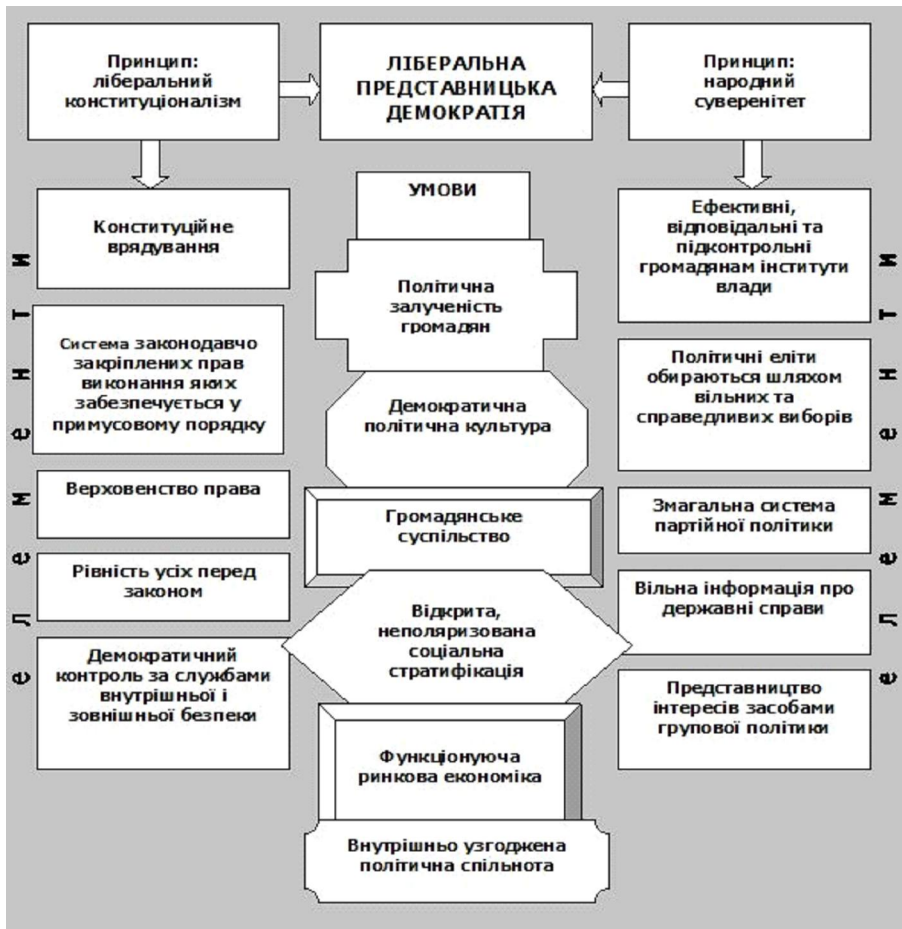 Принцип:
ліберальний
конституціоналізм
ЛІБЕРАЛЬНА
ПРЕДСТАВНИЦЬКА
ДЕМОКРАТІЯ
Принцип:
народний
суверенітет
елементи
Конституційне
врядування
Система законодавчо
закріплених прав
виконання яких
забезпечується у
примусовому порядку
Верховенство права
Рівність усіх перед
законом
Демократичний
контроль за службами
внутрішньої і
зовнішньої безпеки
УМОВИ
Політична
залученість
громадян
Демократична
політична культура
Громадянське
суспільство
Відкрита,
неполяризована
соціальна
стратифікація
Функціонуюча
ринкова економіка
Внутрішньо узгоджена
політична спільнота
Ефективні,
відповідальні та
підконтрольні
громадянам інститути
влади
Політичні еліти
обираються шляхом
вільних та
справедливих виборів
Змагальна система
партійної політики
Вільна інформація про
державні справи
Представництво
інтересів засобами
групової політики
елементи